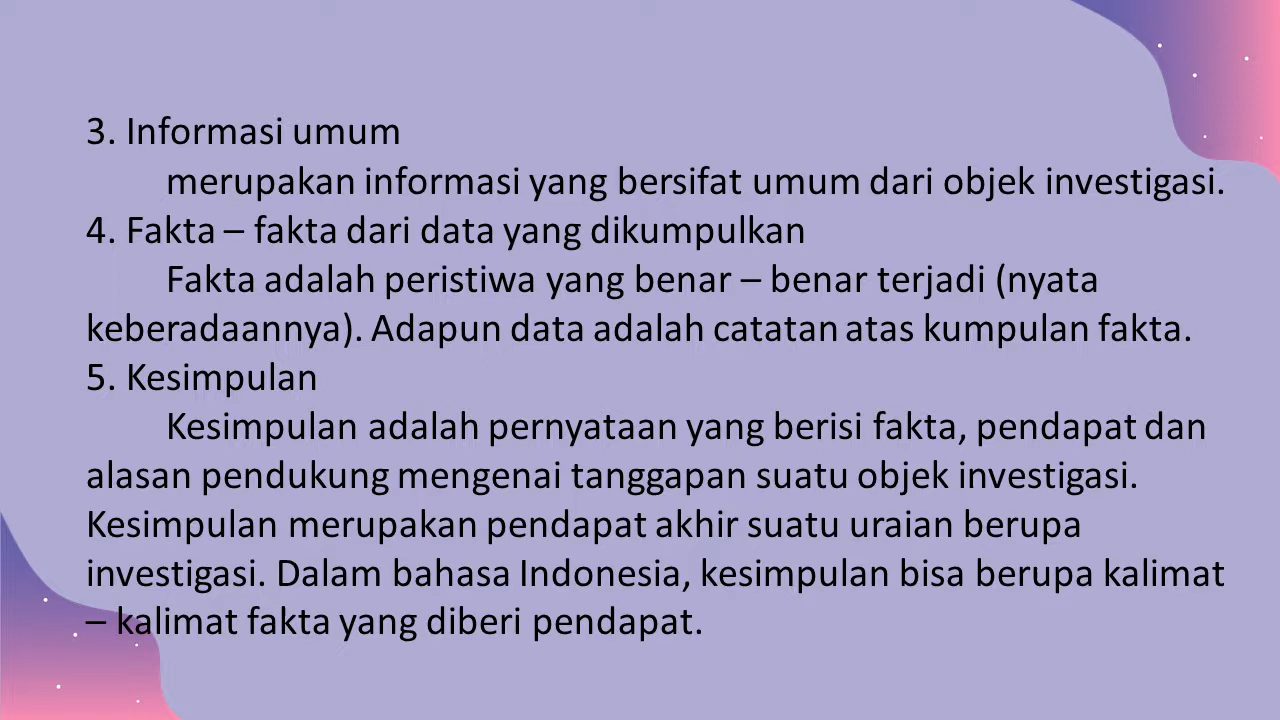 3. Informasi umum
merupakan informasi yang bersifat umum dari objek investigasi.
4. Fakta – fakta dari data yang dikumpulkan
Fakta adalah peristiwa yang benar – benar terjadi (nyata
keberadaannya). Adapun data adalah catatan atas kumpulan fakta.
5. Kesimpulan
Kesimpulan adalah pernyataan yang berisi fakta, pendapat dan
alasan pendukung mengenai tanggapan suatu objek investigasi.
Kesimpulan merupakan pendapat akhir suatu uraian berupa
investigasi. Dalam bahasa Indonesia, kesimpulan bisa berupa kalimat
– kalimat fakta yang diberi pendapat.